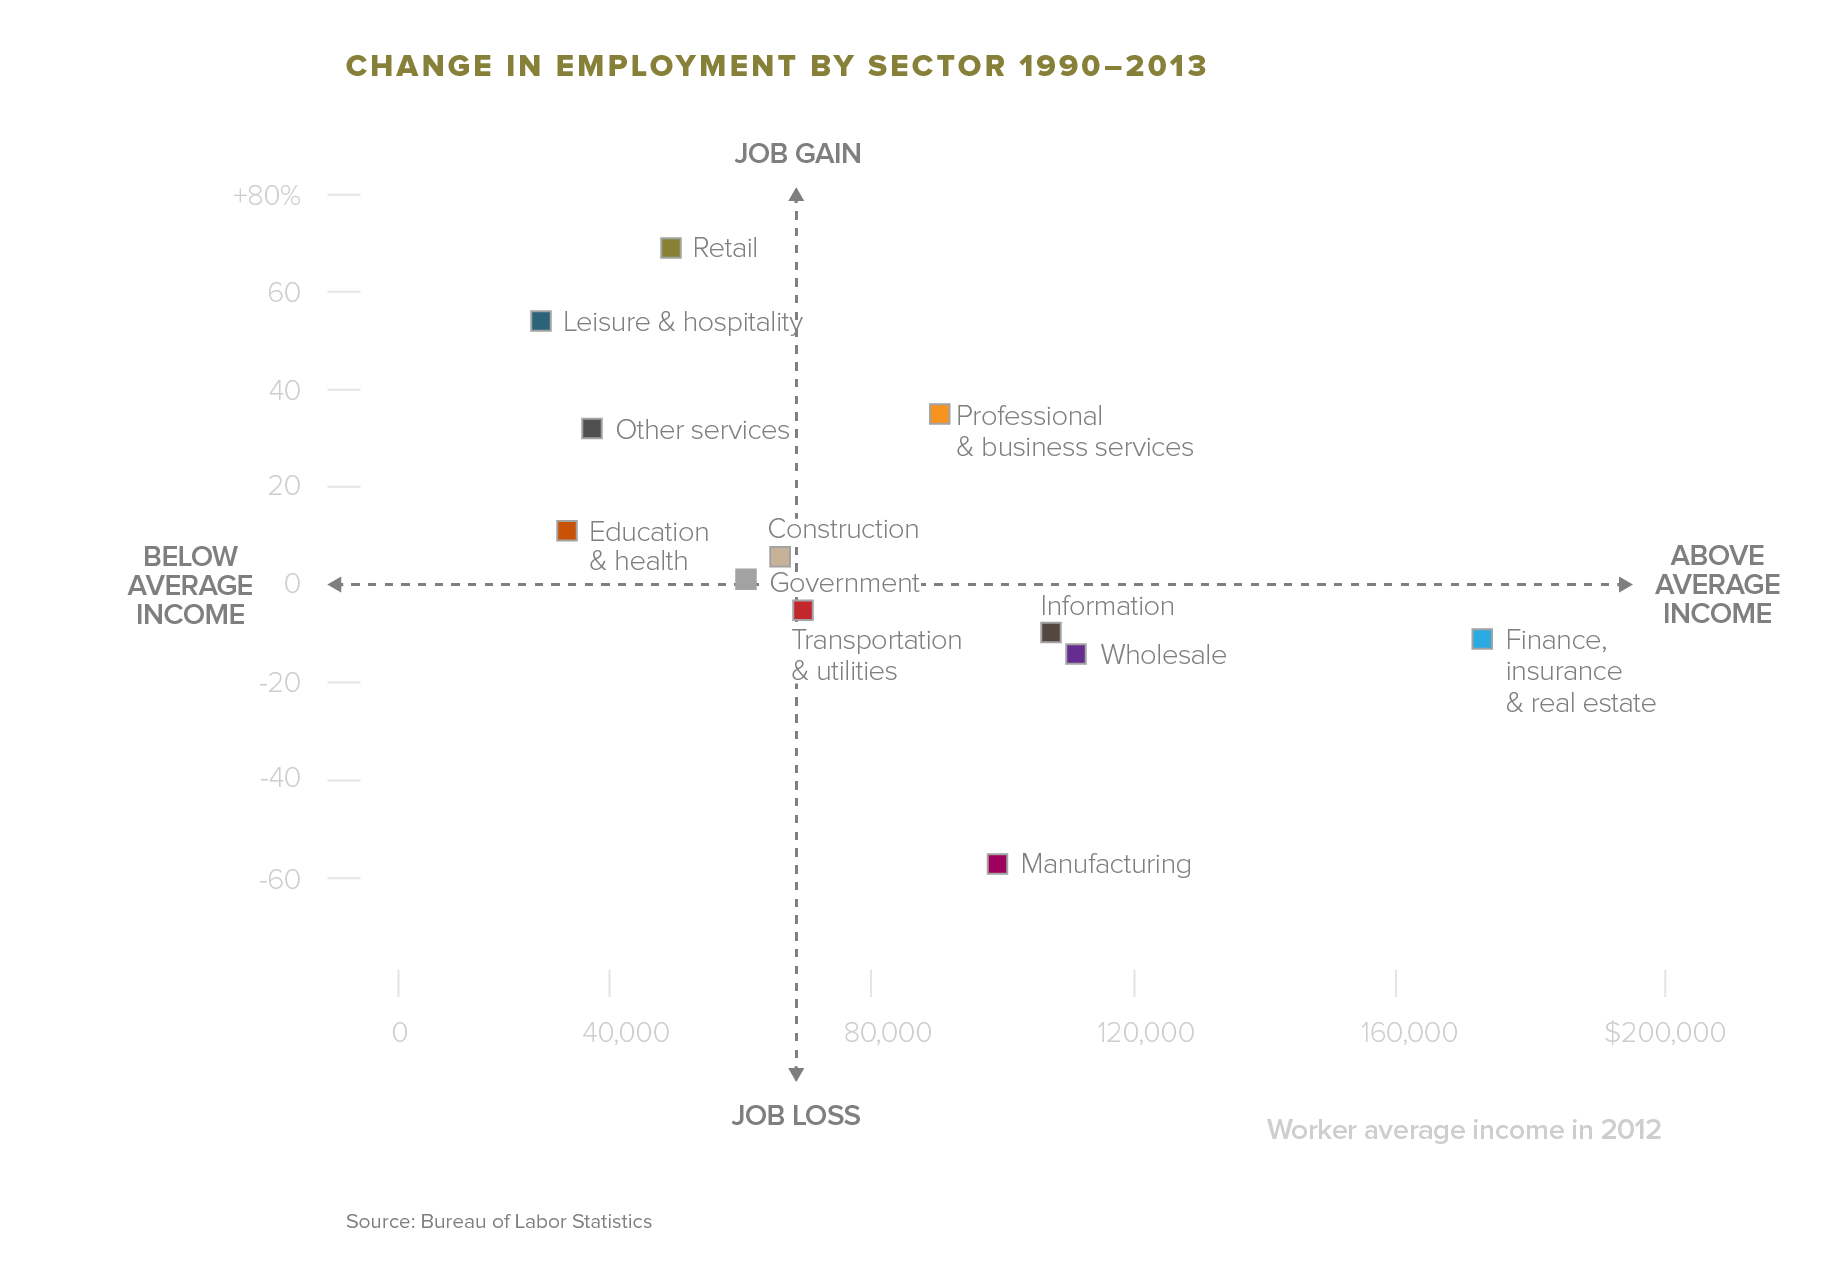 CHANGE IN EMPLOYMENT BY SECTOR 1990–2013
JOB GAIN
+80%
Retail
60
Leisure & hospitality
40
Professional
& business services
Other services
20
Education
& health
Construction
BELOW
AVERAGE
INCOME
0
Government
ABOVE
AVERAGE
INCOME
Information
Transportation
& utilities
Wholesale
Finance,
insurance
& real estate
-20
-40
Manufacturing
-60
0
40,000
80,000
120,000
160,000
$200,000
JOB LOSS
Worker average income in 2012
Source: Bureau of Labor Statistics